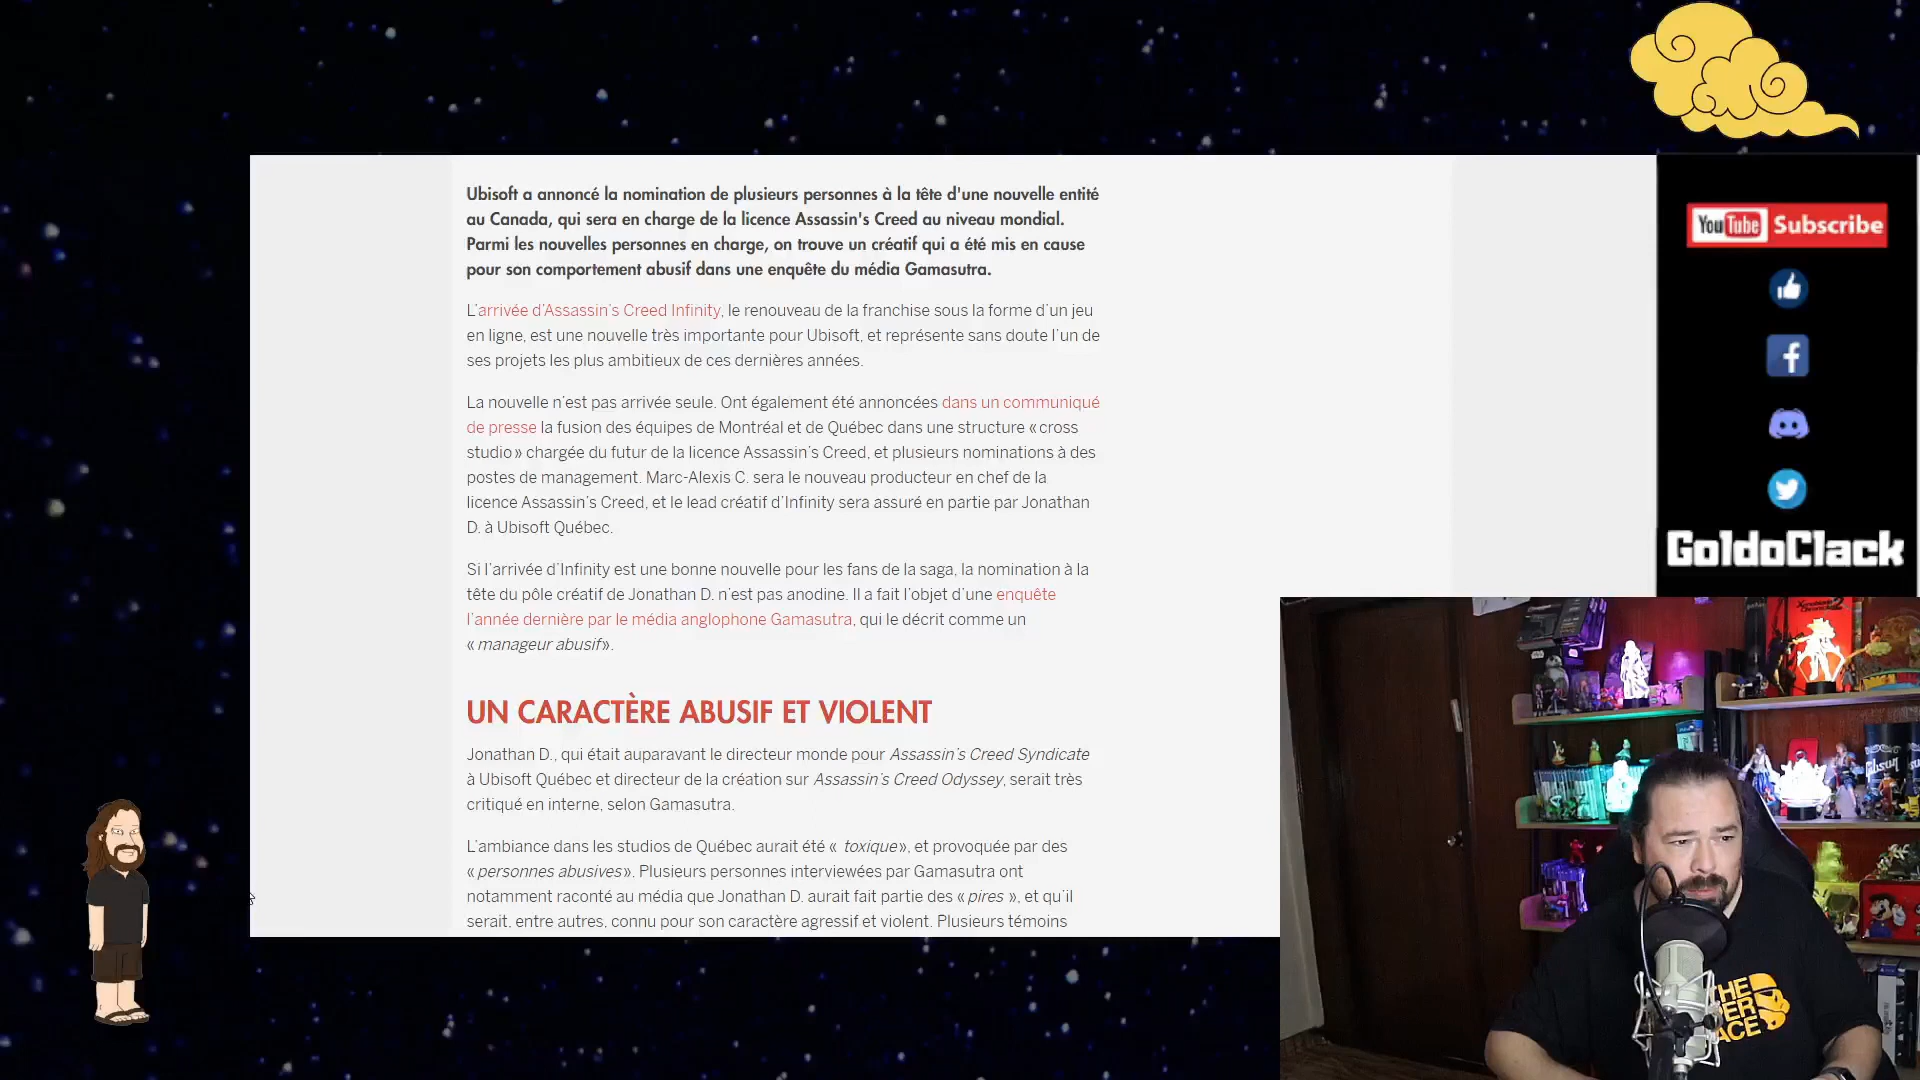 Ubisoft a annoncé la nomination de plusieurs personnes à la tête d'une nouvelle entité
au Canada, qui sera en charge de la licence Assassin's Creed au niveau mondial.
Parmi les nouvelles personnes en charge, on trouve un créatif qui a été mis en cause
pour son comportement abusif dans une enquête du média Gamasutra.
L'arrivée d'Assassin's Creed Infinity, le renouveau de la franchise sous la forme d'un jeu
en ligne, est une nouvelle très importante pour Ubisoft, et représente sans doute l'un de
ses projets les plus ambitieux de ces dernières années.
La nouvelle n'est pas arrivée seule. Ont également été annoncées dans un communiqué
de presse la fusion des équipes de Montréal et de Québec dans une structure «cross
studio» chargée du futur de la licence Assassin's Creed, et plusieurs nominations à des
postes de management. Marc-Alexis C. sera le nouveau producteur en chef de la
licence Assassin's Creed, et le lead créatif d'Infinity sera assuré en partie par Jonathan
D. à Ubisoft Québec.
Si l'arrivée d'Infinity est une bonne nouvelle pour les fans de la saga, la nomination à la
tête du pôle créatif de Jonathan D. n'est pas anodine. Il a fait l'objet d'une enquête
l'année dernière par le média anglophone Gamasutra, qui le décrit comme un
«manageur abusif».
UN CARACTÈRE ABUSIF ET VIOLENT
Jonathan D., qui était auparavant le directeur monde pour Assassin's Creed Syndicate
à Ubisoft Québec et directeur de la création sur Assassin's Creed Odyssey, serait très
critiqué en interne, selon Gamasutra.
L'ambiance dans les studios de Québec aurait été « toxique», et provoquée par des
«personnes abusives». Plusieurs personnes interviewées par Gamasutra ont
notamment raconté au média que Jonathan D. aurait fait partie des «pires », et qu'il
serait, entre autres, connu pour son caractère agressif et violent. Plusieurs témoins
YouTube Subscribe
GoldoClack